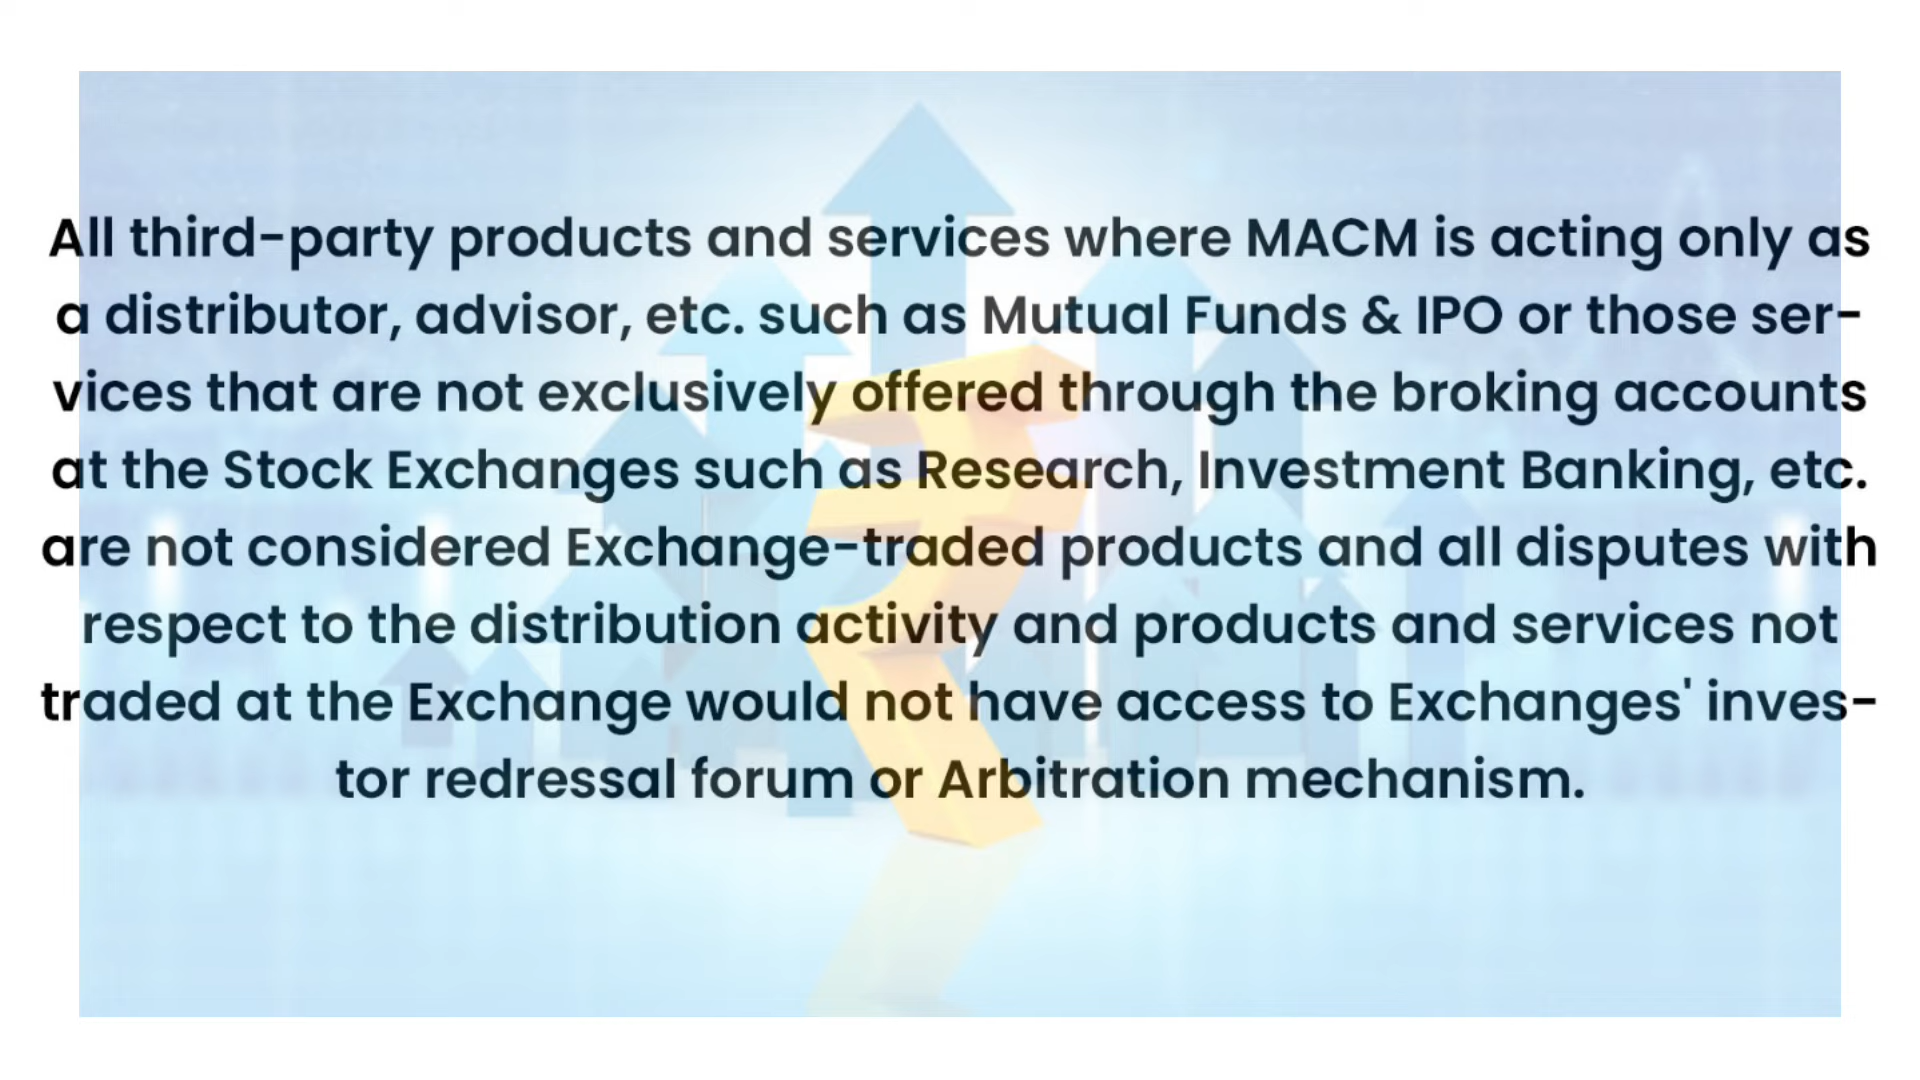 All third-party products and services where MACM is acting only as
a distributor, advisor, etc. such as Mutual Funds & IPO or those ser-
vices that are not exclusively offered through the broking accounts
at the Stock Exchanges such as Research, Investment Banking, etc.
are not considered Exchange-traded products and all disputes with
respect to the distribution activity and products and services not
traded at the Exchange would not have access to Exchanges' inves-
tor redressal forum or Arbitration mechanism.